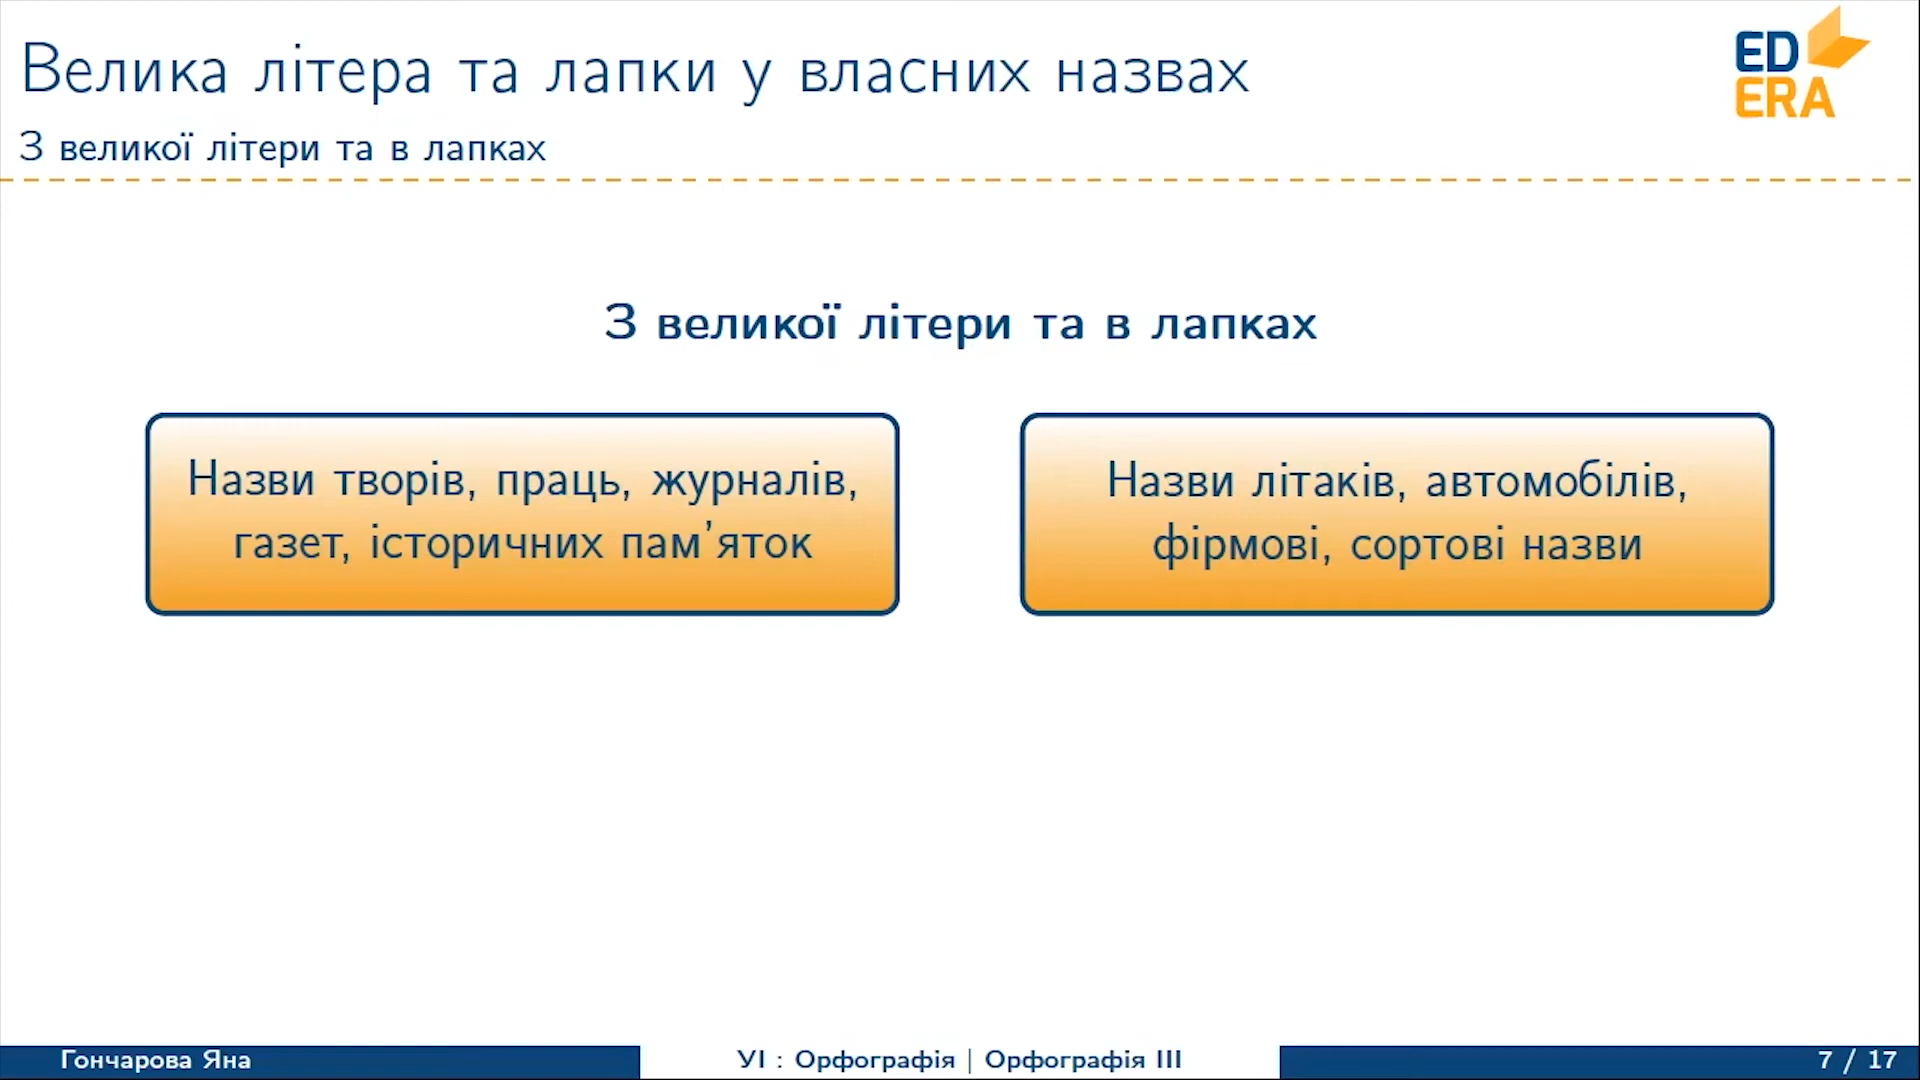 Велика літера та лапки у власних назвах
ED
ERA
З великої літери та в лапках
З великої літери та в лапках
Назви творів, праць, журналів,
газет, історичних пам'яток
Назви літаків, автомобілів,
фірмові, сортові назви
Гончарова Яна
УІ : Орфографія | Орфографія III
7 / 17